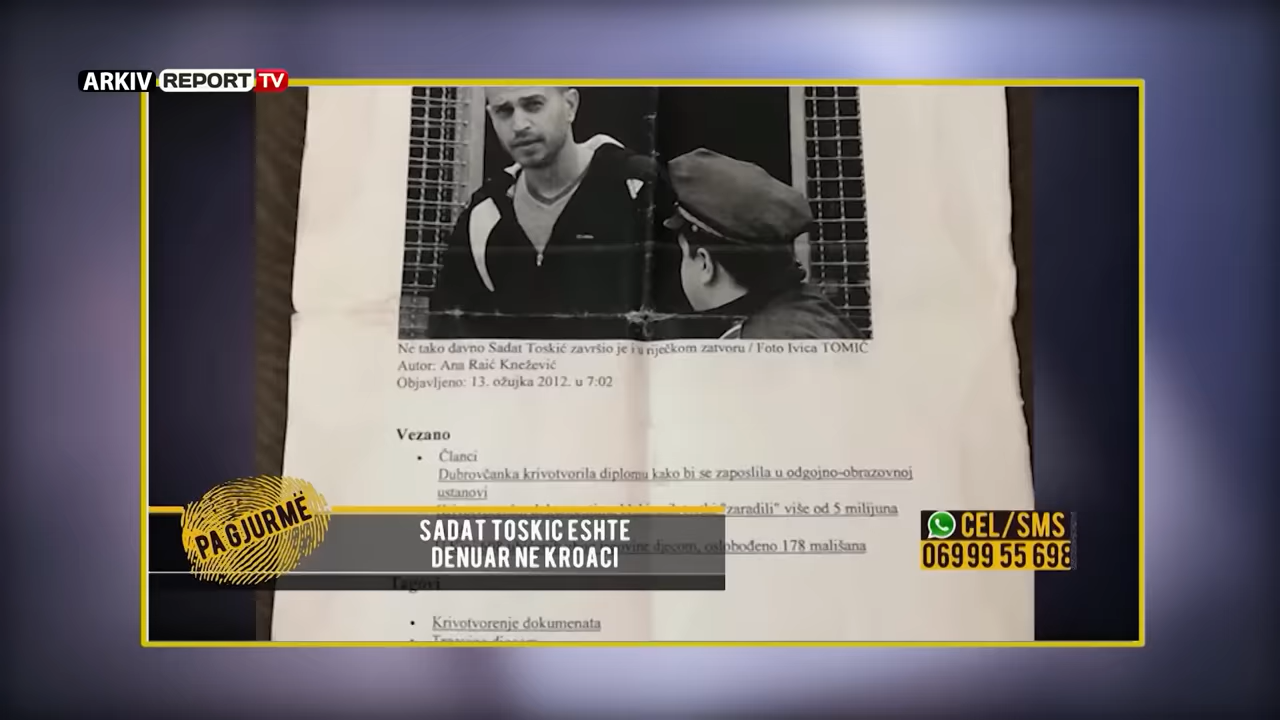 ARKIV REPORT TV
Ne tako davno Sadat Toskić završio je i u riječkom zatvoru / Foto Ivica TOMIĆ
Autor: Ana Raić Knežević
Objavljeno: 13. ožujka 2012. u 7:02
Vezano
Članci
Dubrovčanka krivotvorila diplomu kako bi se zaposlila u odgojno-obrazovnoj
ustanovi
"zaradili" više od 5 milijuna
djecom, oslobođeno 178 mališana
Tagovi
Krivotvorenje dokumenata
PA GJURMË
SADAT TOSKIC ESHTE
DENUAR NE KROACI
CEL/SMS
069 99 55 698